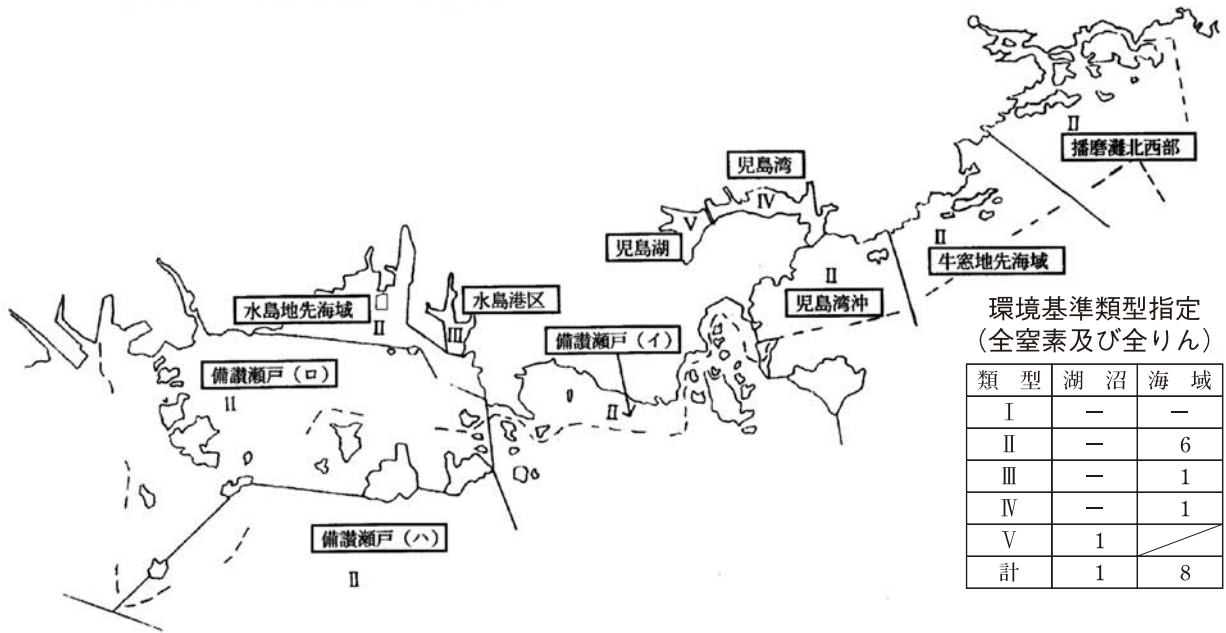 播磨灘北西部
II
児島湾
IV
V
児島湖
II
牛窓地先海域
II
児島湾沖
水島地先海域
II
水島港区
III
備讃瀬戸(イ)
II
備讃瀬戸(ロ)
II
備讃瀬戸(ハ)
II
環境基準類型指定
(全窒素及び全りん)
類 型 湖 沼 海 域
Ⅰ － －
Ⅱ － 6
Ⅲ － 1
Ⅳ － 1
Ⅴ 1
計 1 8